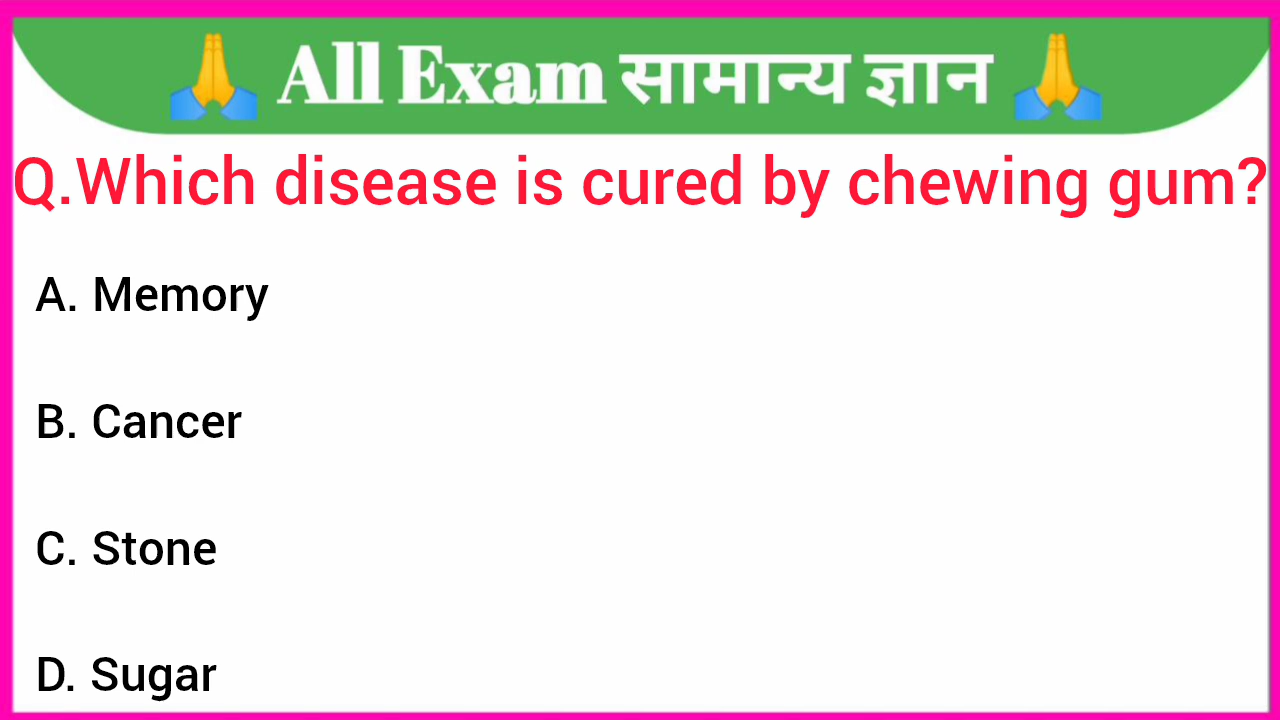 🙏 All Exam सामान्य ज्ञान 🙏
Q.Which disease is cured by chewing gum?
A. Memory
B. Cancer
C. Stone
D. Sugar